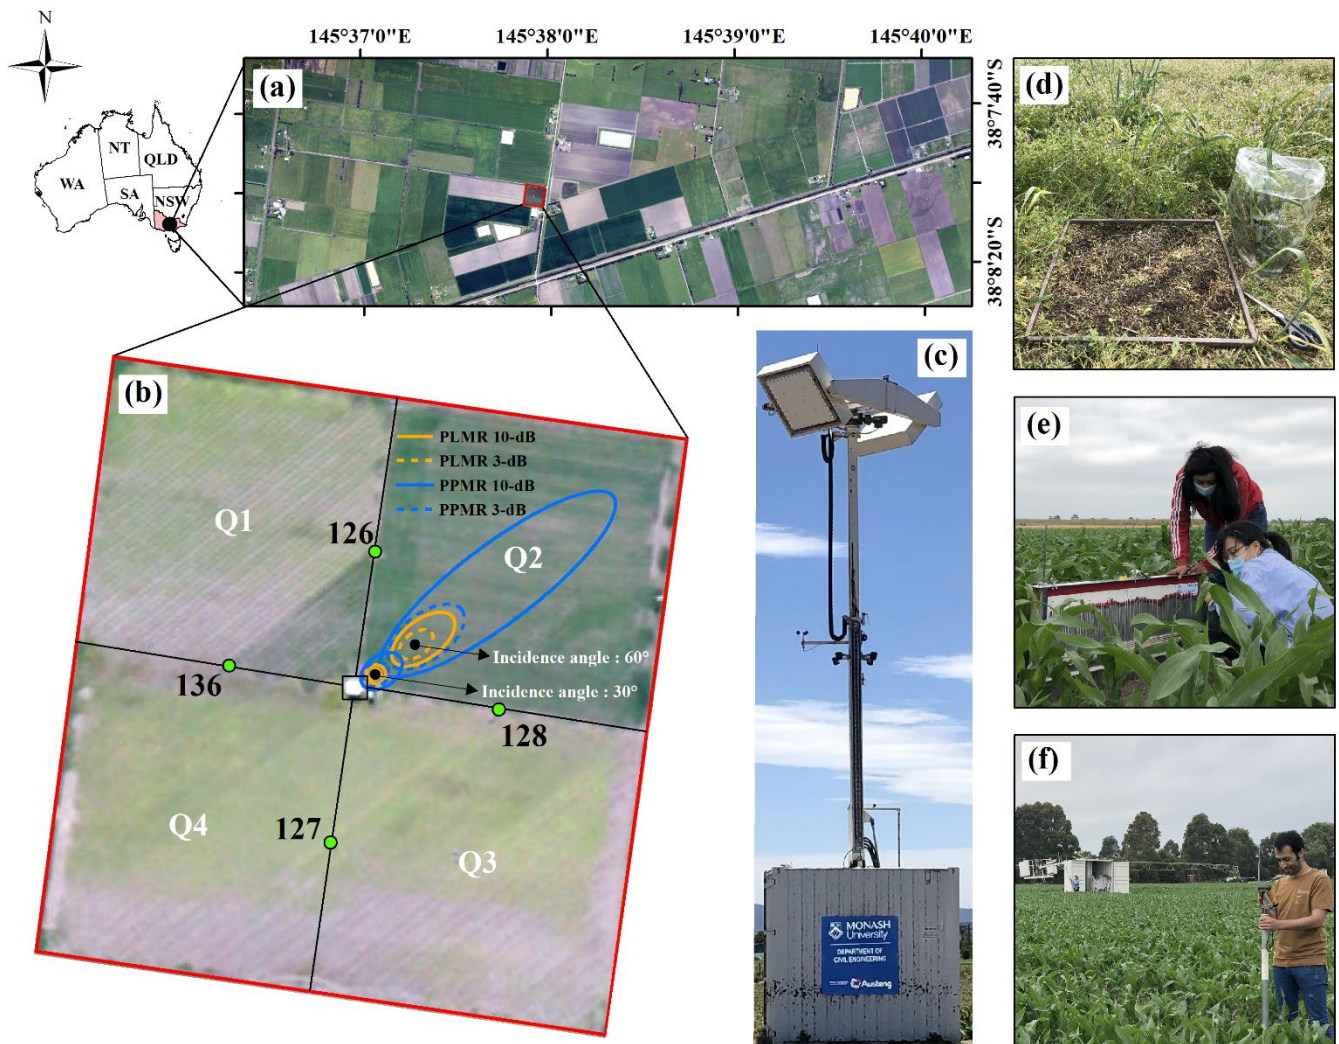 N
145°37'0"E
145°38'0"E
145°39'0"E
145°40'0"E
(a)
38°7'40"S
38°8'20"S
NT
QLD
WA
SA
NSW
(b)
PLMR 10-dB
PLMR 3-dB
PPMR 10-dB
PPMR 3-dB
Q1
126
Q2
Incidence angle : 60°
136
Incidence angle : 30°
128
Q4
127
Q3
(c)
MONASH
University
DEPARTMENT OF
CIVIL ENGINEERING
Austeng
(d)
(e)
(f)